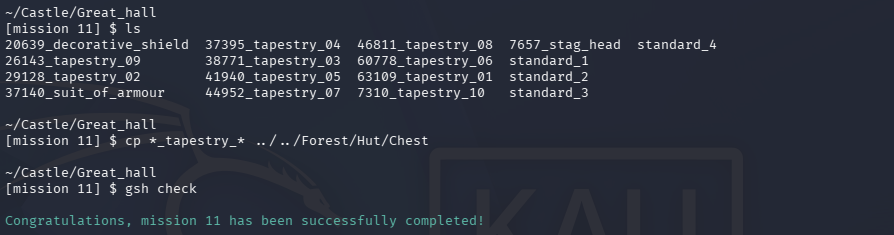 ~/Castle/Great_hall
[mission 11] $ ls
20639_decorative_shield  37395_tapestry_04  46811_tapestry_08  7657_stag_head  standard_4
26143_tapestry_09        38771_tapestry_03  60778_tapestry_06  standard_1
29128_tapestry_02        41940_tapestry_05  63109_tapestry_01  standard_2
37140_suit_of_armour     44952_tapestry_07  7310_tapestry_10   standard_3
~/Castle/Great_hall
[mission 11] $ cp *_tapestry_* ../../Forest/Hut/Chest
~/Castle/Great_hall
[mission 11] $ gsh check
Congratulations, mission 11 has been successfully completed!
KALI